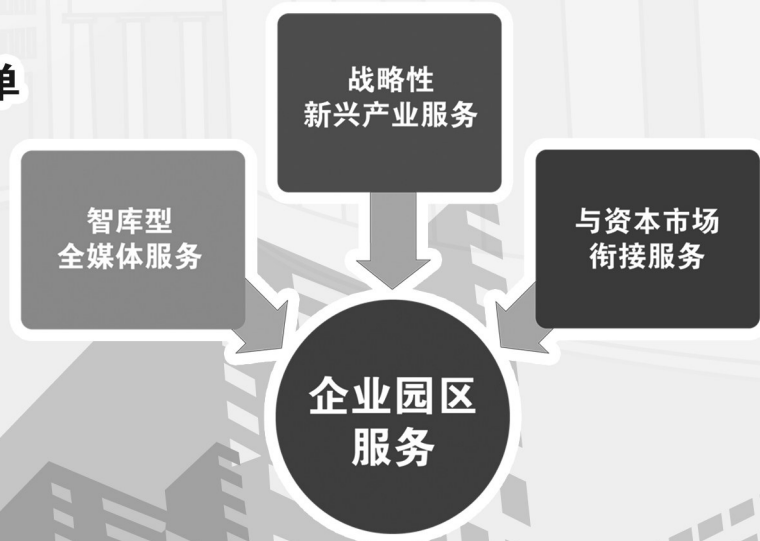 单
战略性
新兴产业服务
智库型
全媒体服务
与资本市场
衔接服务
企业园区
服务